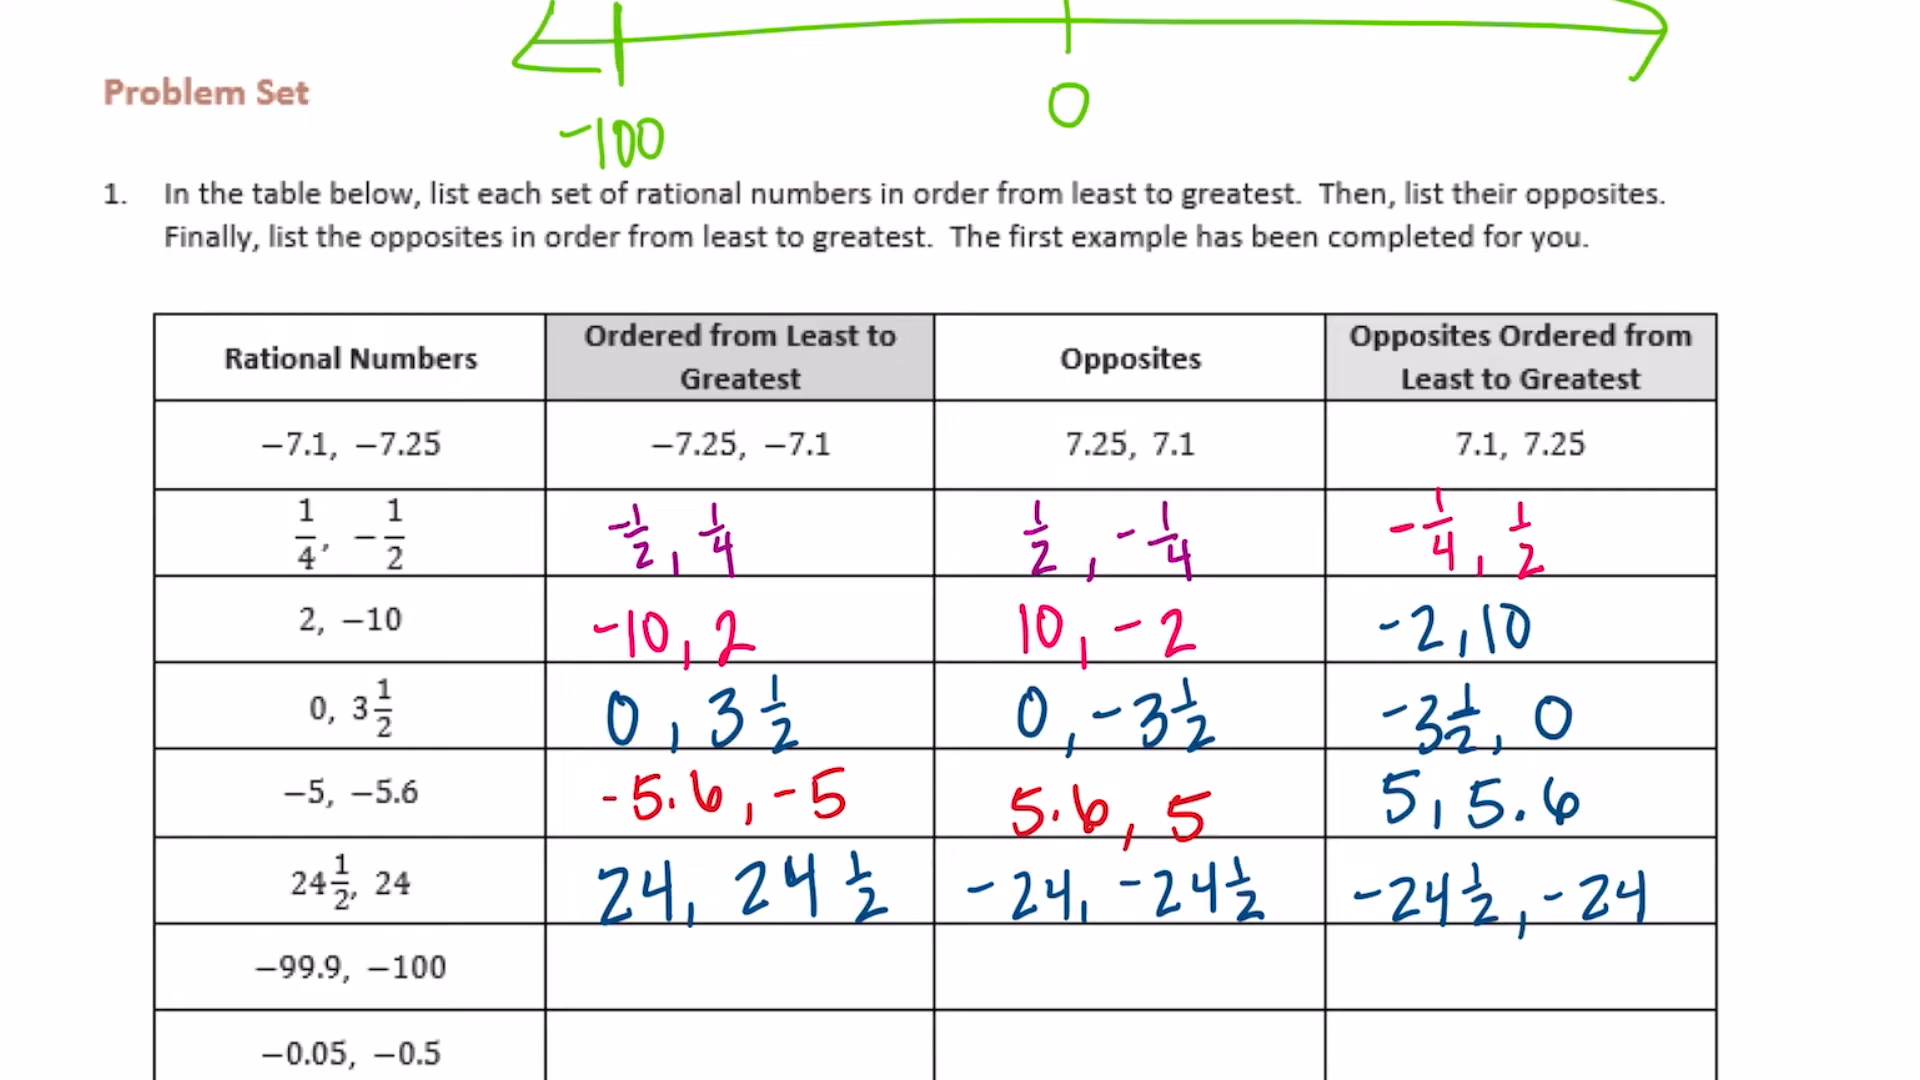 -100 0
Problem Set
1. In the table below, list each set of rational numbers in order from least to greatest. Then, list their opposites.
Finally, list the opposites in order from least to greatest. The first example has been completed for you.
Rational Numbers Ordered from Least to Greatest Opposites Opposites Ordered from Least to Greatest
−7.1, −7.25 −7.25, −7.1 7.25, 7.1 7.1, 7.25
1/4, −1/2 -1/2, 1/4 1/2, -1/4 -1/4, 1/2
2, −10 -10, 2 10, -2 -2, 10
0, 3 1/2 0, 3 1/2 0, -3 1/2 -3 1/2, 0
−5, −5.6 -5.6, -5 5.6, 5 5, 5.6
24 1/2, 24 24, 24 1/2 -24, -24 1/2 -24 1/2, -24
−99.9, −100
−0.05, −0.5